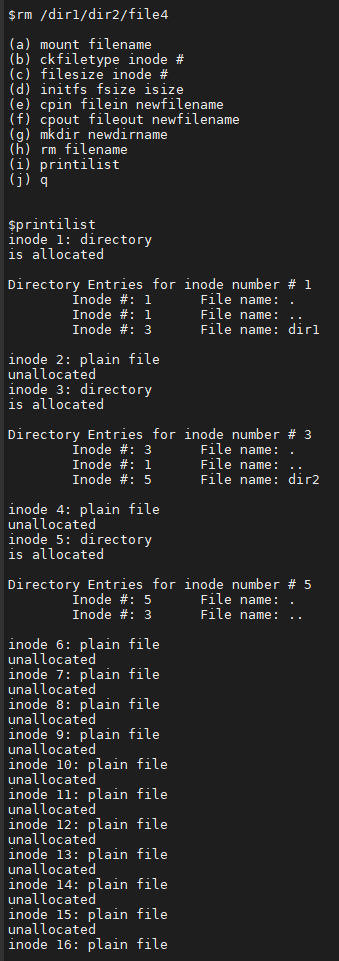 $rm /dir1/dir2/file4
(a) mount filename
(b) ckfiletype inode #
(c) filesize inode #
(d) initfs fsize isize
(e) cpin filein newfilename
(f) cpout fileout newfilename
(g) mkdir newdirname
(h) rm filename
(i) printilist
(j) q
$printilist
inode 1: directory
is allocated
Directory Entries for inode number # 1
Inode #: 1 File name: .
Inode #: 1 File name: ..
Inode #: 3 File name: dir1
inode 2: plain file
unallocated
inode 3: directory
is allocated
Directory Entries for inode number # 3
Inode #: 3 File name: .
Inode #: 1 File name: ..
Inode #: 5 File name: dir2
inode 4: plain file
unallocated
inode 5: directory
is allocated
Directory Entries for inode number # 5
Inode #: 5 File name: .
Inode #: 3 File name: ..
inode 6: plain file
unallocated
inode 7: plain file
unallocated
inode 8: plain file
unallocated
inode 9: plain file
unallocated
inode 10: plain file
unallocated
inode 11: plain file
unallocated
inode 12: plain file
unallocated
inode 13: plain file
unallocated
inode 14: plain file
unallocated
inode 15: plain file
unallocated
inode 16: plain file